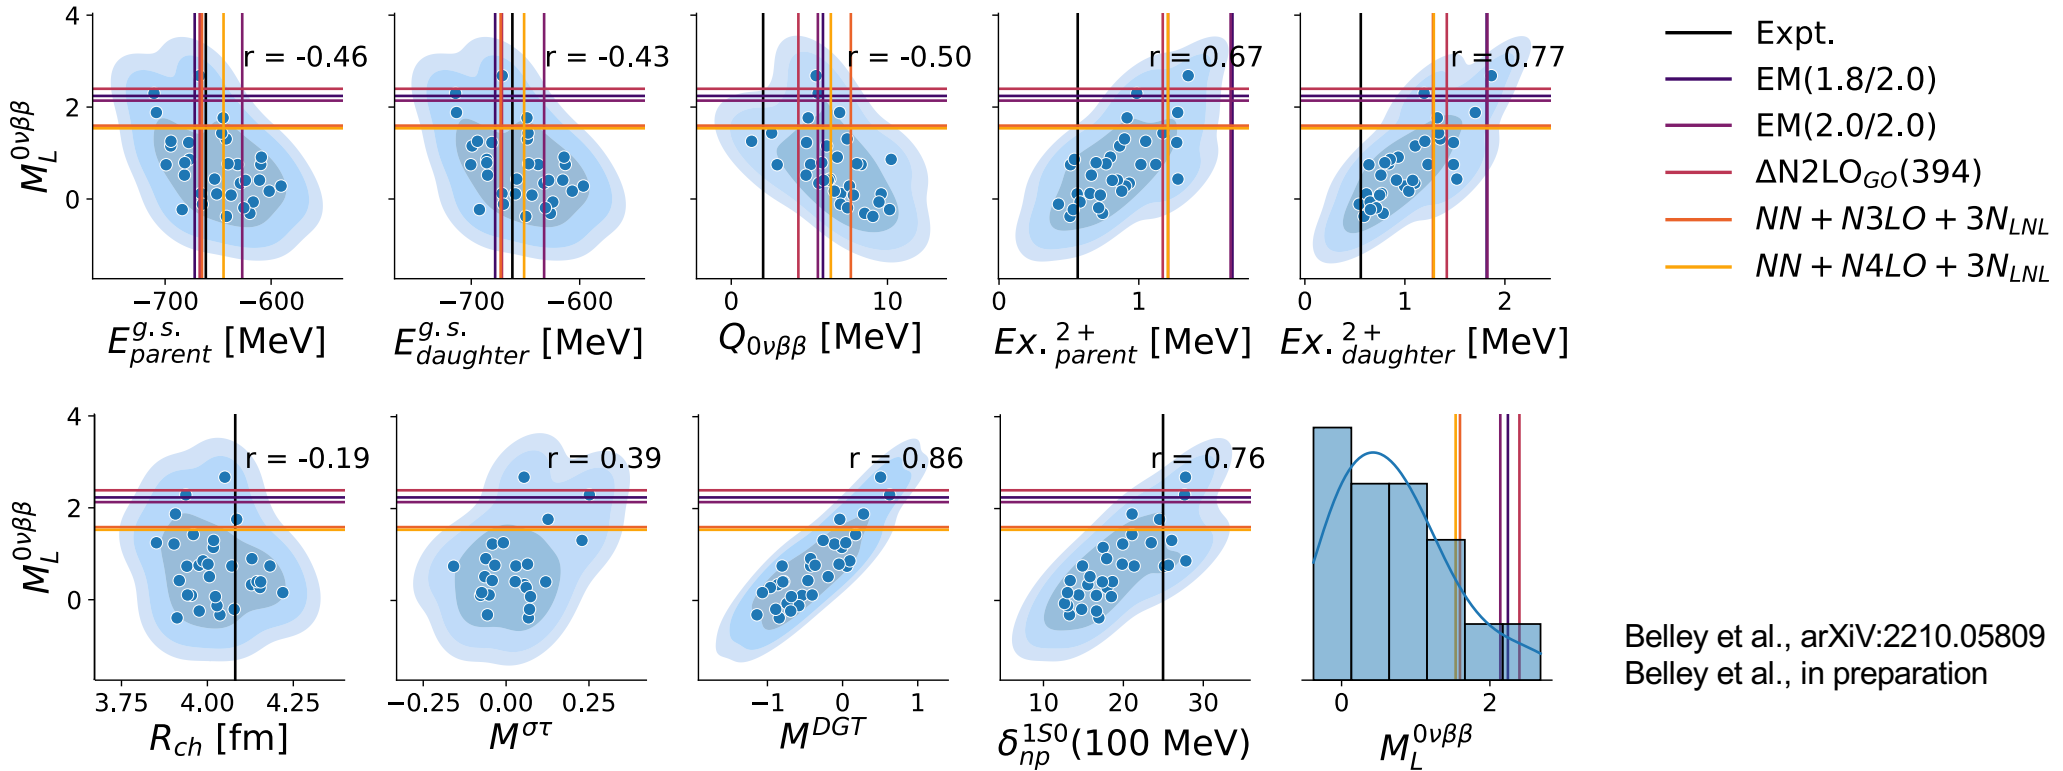 4
2
0
M_L^{0νββ}
r = -0.46
r = -0.43
r = -0.50
r = 0.67
r = 0.77
−700 −600
−700 −600
0 10
0 1
0 1 2
E_{parent}^{g.s.} [MeV]
E_{daughter}^{g.s.} [MeV]
Q_{0νββ} [MeV]
Ex._{parent}^{2+} [MeV]
Ex._{daughter}^{2+} [MeV]
Expt.
EM(1.8/2.0)
EM(2.0/2.0)
ΔN2LO_{GO}(394)
NN + N3LO + 3N_{LNL}
NN + N4LO + 3N_{LNL}
4
2
0
M_L^{0νββ}
r = -0.19
r = 0.39
r = 0.86
r = 0.76
3.75 4.00 4.25
−0.25 0.00 0.25
−1 0 1
10 20 30
0 2
R_{ch} [fm]
M^{στ}
M^{DGT}
δ_{np}^{1S0}(100 MeV)
M_L^{0νββ}
Belley et al., arXiV:2210.05809
Belley et al., in preparation